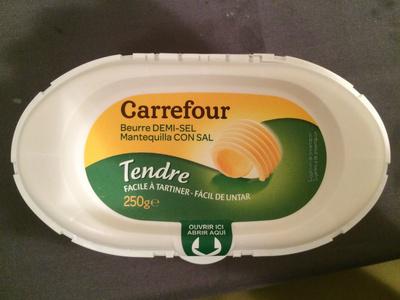 Carrefour
Beurre DEMI-SEL
Mantequilla CON SAL
Tendre
FACILE À TARTINER - FÁCIL DE UNTAR
250g e
OUVRIR ICI
ABRIR AQUÍ